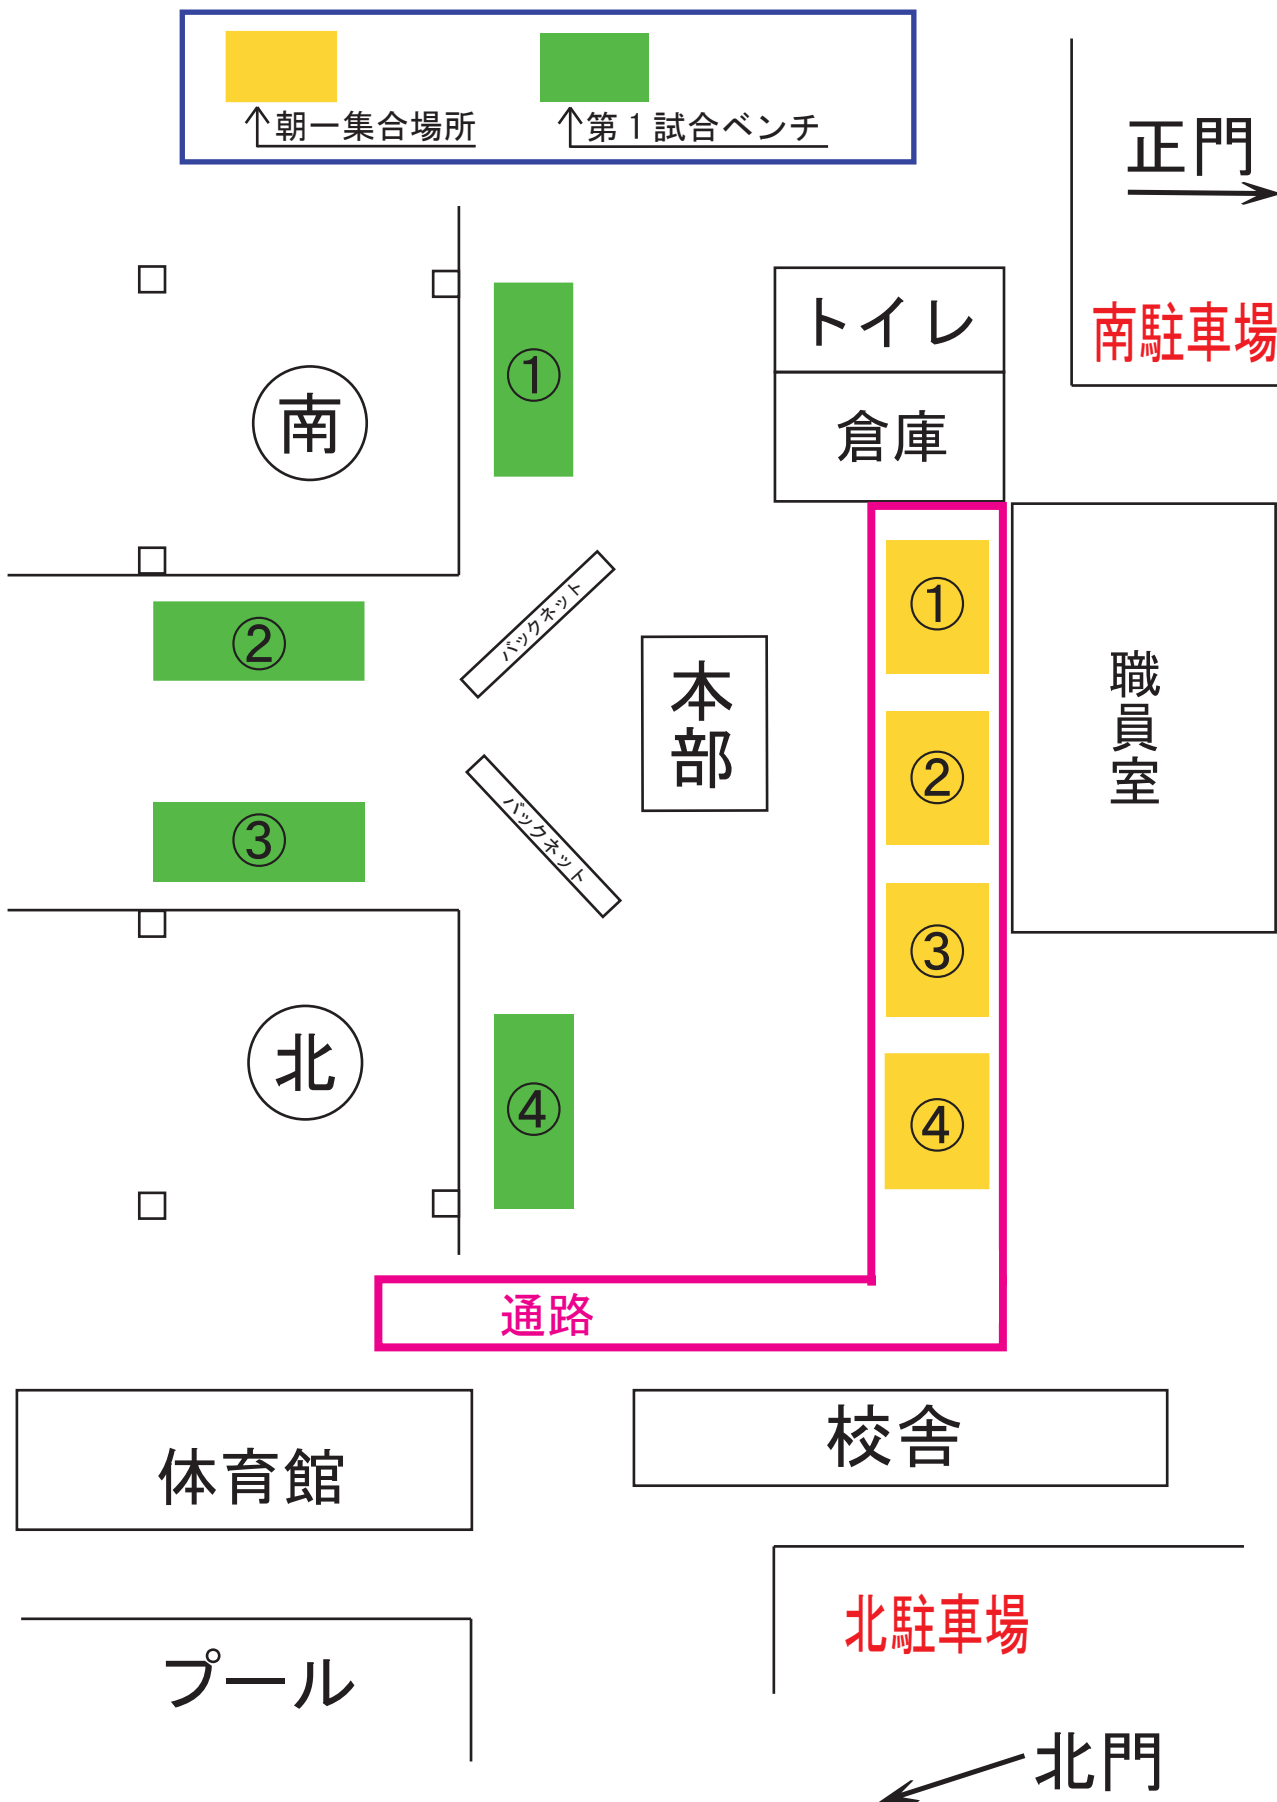 朝一集合場所
第１試合ベンチ
正門
南駐車場
トイレ
倉庫
南
①
②
③
④
バックネット
バックネット
本部
①
②
③
④
職員室
北
通路
体育館
校舎
プール
北駐車場
北門